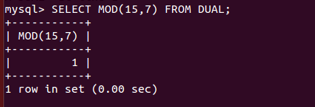 mysql> SELECT MOD(15,7) FROM DUAL;
+-----------+
| MOD(15,7) |
+-----------+
|         1 |
+-----------+
1 row in set (0.00 sec)